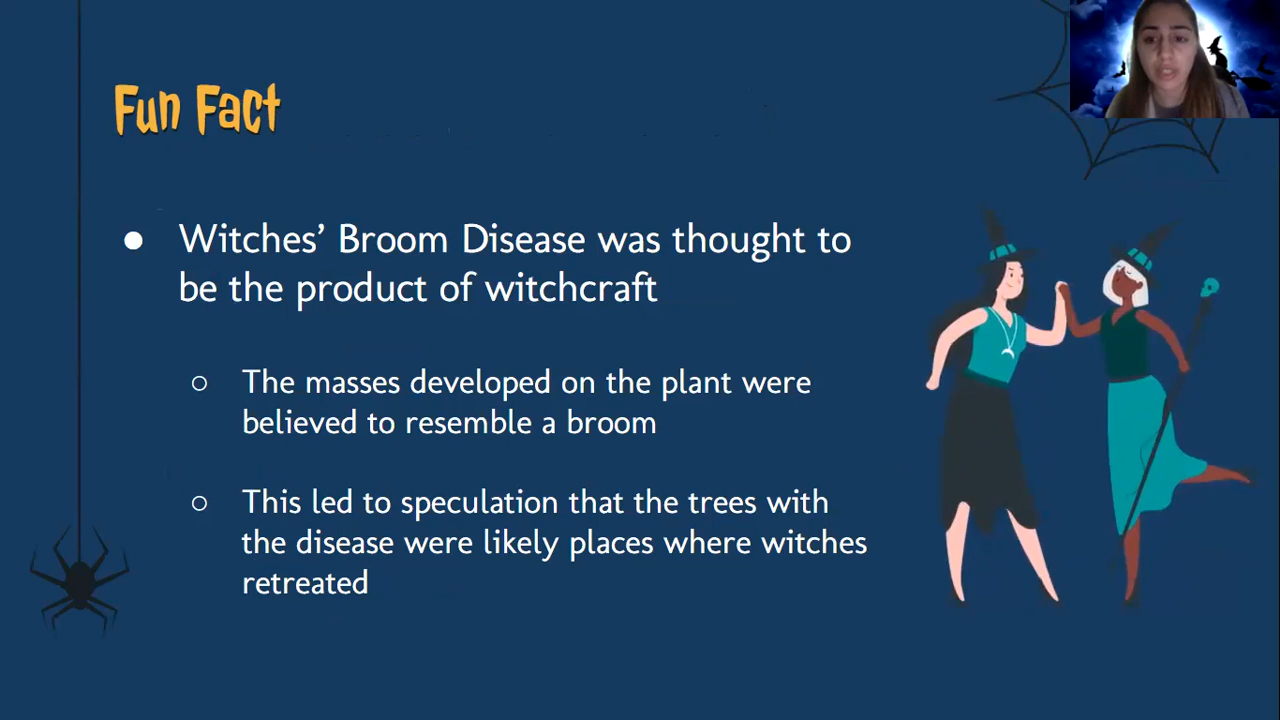 Fun Fact
● Witches’ Broom Disease was thought to
be the product of witchcraft
○ The masses developed on the plant were
believed to resemble a broom
○ This led to speculation that the trees with
the disease were likely places where witches
retreated